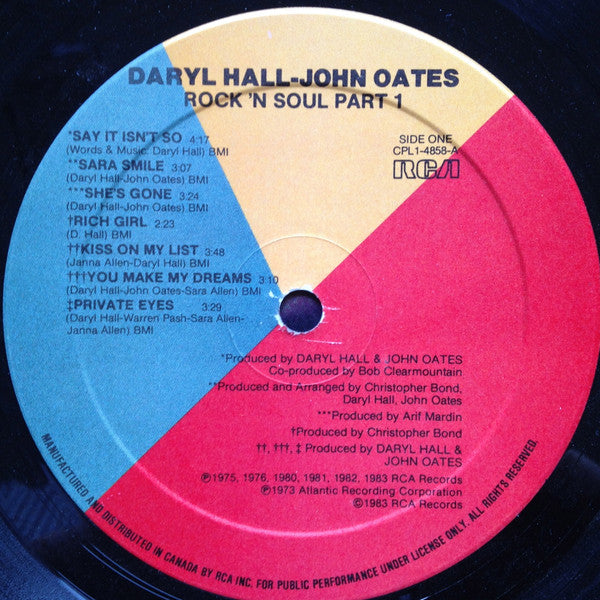 DARYL HALL-JOHN OATES
ROCK 'N SOUL PART 1
*SAY IT ISN'T SO 4:17
(Words & Music: Daryl Hall) BMI
**SARA SMILE 3:07
(Daryl Hall-John Oates) BMI
***SHE'S GONE 3:24
(Daryl Hall-John Oates) BMI
†RICH GIRL 2:23
(D. Hall) BMI
††KISS ON MY LIST 3:48
(Janna Allen-Daryl Hall) BMI
†††YOU MAKE MY DREAMS 3:10
(Daryl Hall-John Oates-Sara Allen) BMI
‡PRIVATE EYES 3:29
(Daryl Hall-Warren Pash-Sara Allen-
Janna Allen) BMI
SIDE ONE
CPL1-4858-A
RCA
*Produced by DARYL HALL & JOHN OATES
Co-produced by Bob Clearmountain
**Produced and Arranged by Christopher Bond,
Daryl Hall, John Oates
***Produced by Arif Mardin
†Produced by Christopher Bond
††, †††, ‡ Produced by DARYL HALL &
JOHN OATES
℗1975, 1976, 1980, 1981, 1982, 1983 RCA Records
℗1973 Atlantic Recording Corporation
©1983 RCA Records
MANUFACTURED AND DISTRIBUTED IN CANADA BY RCA INC. FOR PUBLIC PERFORMANCE UNDER LICENSE ONLY. ALL RIGHTS RESERVED.